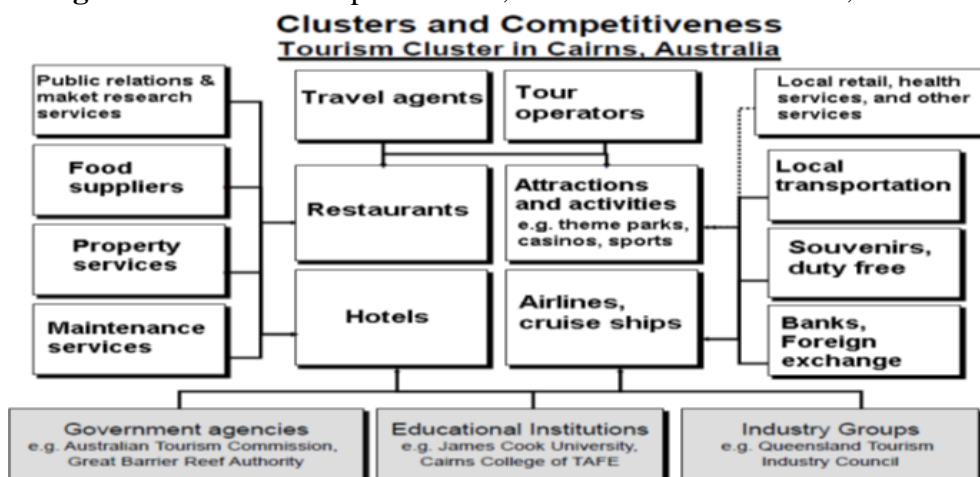 Clusters and Competitiveness
Tourism Cluster in Cairns, Australia
Public relations &
maket research
services
Travel agents
Tour
operators
Local retail, health
services, and other
services
Food
suppliers
Restaurants
Attractions
and activities
e.g. theme parks,
casinos, sports
Local
transportation
Property
services
Souvenirs,
duty free
Maintenance
services
Hotels
Airlines,
cruise ships
Banks,
Foreign
exchange
Government agencies
e.g. Australian Tourism Commission,
Great Barrier Reef Authority
Educational Institutions
e.g. James Cook University,
Cairns College of TAFE
Industry Groups
e.g. Queensland Tourism
Industry Council